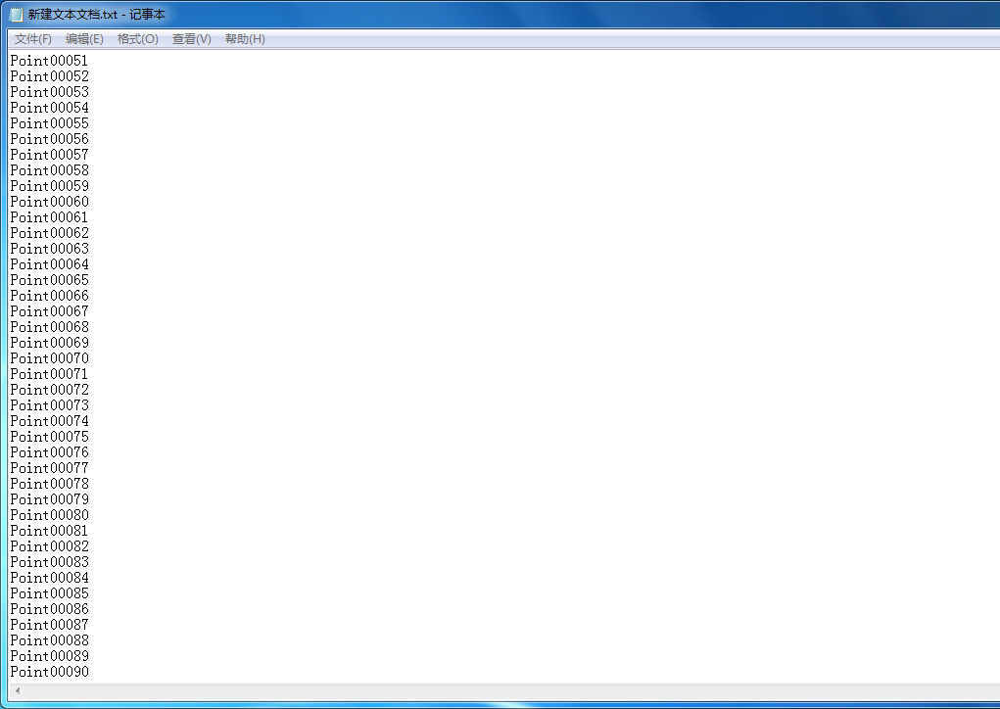 新建文本文档.txt - 记事本
文件(F) 编辑(E) 格式(O) 查看(V) 帮助(H)
Point00051
Point00052
Point00053
Point00054
Point00055
Point00056
Point00057
Point00058
Point00059
Point00060
Point00061
Point00062
Point00063
Point00064
Point00065
Point00066
Point00067
Point00068
Point00069
Point00070
Point00071
Point00072
Point00073
Point00074
Point00075
Point00076
Point00077
Point00078
Point00079
Point00080
Point00081
Point00082
Point00083
Point00084
Point00085
Point00086
Point00087
Point00088
Point00089
Point00090